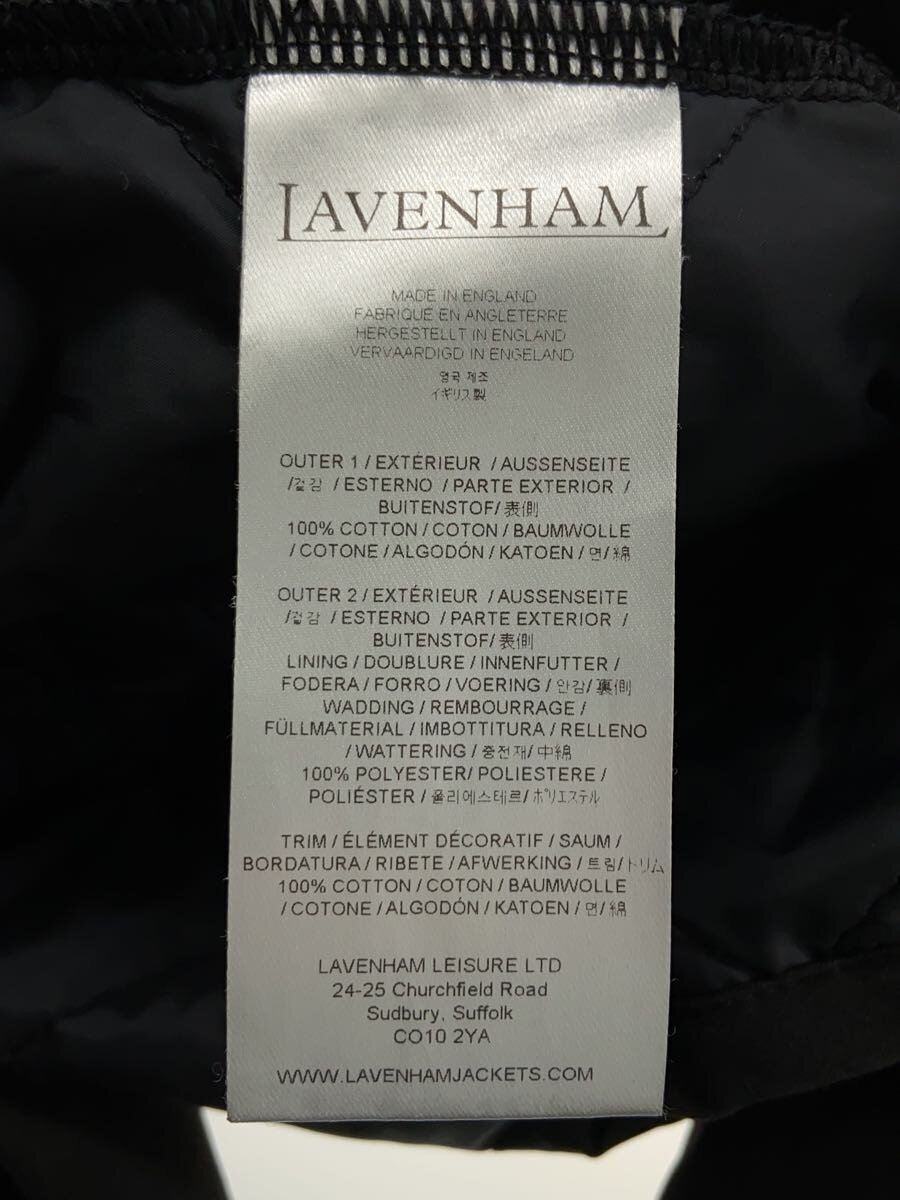 LAVENHAM
MADE IN ENGLAND
FABRIQUE EN ANGLETERRE
HERGESTELLT IN ENGLAND
VERVAARDIGD IN ENGELAND
영국 제조
イギリス製
OUTER 1 / EXTÉRIEUR / AUSSENSEITE
/겉감 / ESTERNO / PARTE EXTERIOR /
BUITENSTOF/ 表側
100% COTTON / COTON / BAUMWOLLE
/ COTONE / ALGODÓN / KATOEN / 면/ 綿
OUTER 2 / EXTÉRIEUR / AUSSENSEITE
/겉감 / ESTERNO / PARTE EXTERIOR /
BUITENSTOF/ 表側
LINING / DOUBLURE / INNENFUTTER /
FODERA / FORRO / VOERING / 안감/ 裏側
WADDING / REMBOURRAGE /
FÜLLMATERIAL / IMBOTTITURA / RELLENO
/ WATTERING / 충전재/ 中綿
100% POLYESTER/ POLIESTERE /
POLIÉSTER / 폴리에스테르/ ポリエステル
TRIM / ÉLÉMENT DÉCORATIF / SAUM /
BORDATURA / RIBETE / AFWERKING / 트림/トリム
100% COTTON / COTON / BAUMWOLLE
/ COTONE / ALGODÓN / KATOEN / 면/ 綿
LAVENHAM LEISURE LTD
24-25 Churchfield Road
Sudbury, Suffolk
CO10 2YA
WWW.LAVENHAMJACKETS.COM